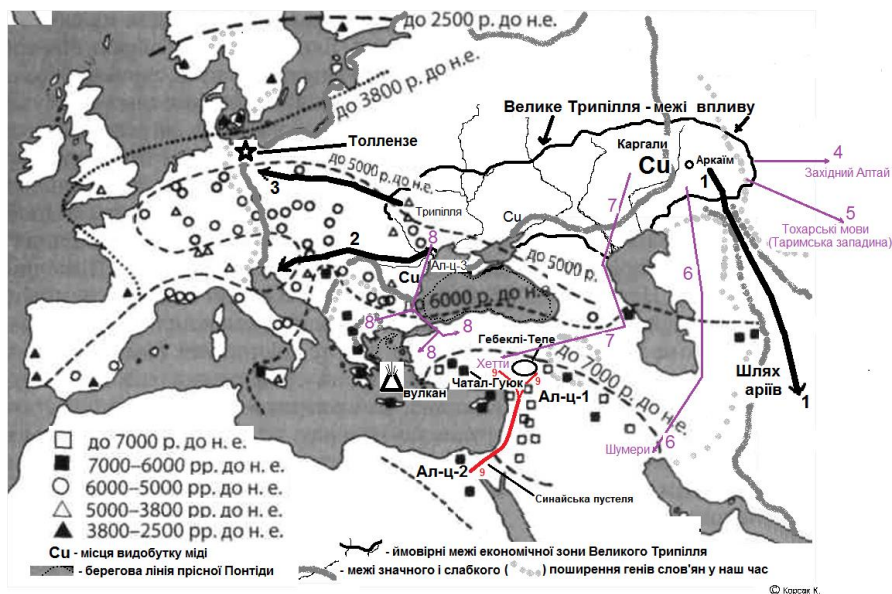 до 2500 р. до н.е.
до 3800 р. до н.е.
Велике Трипілля - межі впливу
Толлензе
Каргали
Cu
Аркаїм
1
4
Західний Алтай
до 5000 р. до н.е.
3
Трипілля
Cu
7
5
Тохарські мови
(Таримська западина)
2
8
Ал-ц-3
Cu
до 5000 р.
6
6000 р. до н.е.
8
8
8
Гебеклі-Тепе
7
Хетти
до 7000 р. до н.е.
9
9
Чатал-Гуюк
вулкан
Ал-ц-1
Шлях
аріїв
1
Шумери
6
Ал-ц-2
9
Синайська пустеля
до 7000 р. до н. е.
7000–6000 рр. до н. е.
6000–5000 рр. до н. е.
5000–3800 рр. до н. е.
3800–2500 рр. до н. е.
Cu - місця видобутку міді
- берегова лінія прісної Понтіди
- ймовірні межі економічної зони Великого Трипілля
- межі значного і слабкого ( ) поширення генів слов'ян у наш час
© Корсак К.